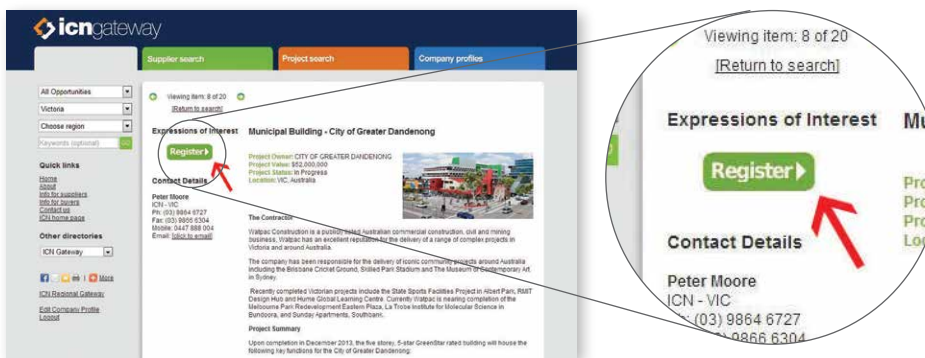 icngateway
Supplier search
Project search
Company profiles
All Opportunities
Victoria
Choose region
Keywords (optional)
GO
Quick links
Home
About
Info for suppliers
Info for buyers
Contact us
ICN home page
Other directories
ICN Gateway
More
ICN Regional Gateway
Edit Company Profile
Logout
Viewing item: 8 of 20
[Return to search]
Expressions of Interest
Register
Contact Details
Peter Moore
ICN - VIC
Ph: (03) 9864 6727
Fax: (03) 9866 6304
Mobile: 0447 888 004
Email: [click to email]
Municipal Building - City of Greater Dandenong
Project Owner: CITY OF GREATER DANDENONG
Project Value: $52,000,000
Project Status: In Progress
Location: VIC, Australia
The Contractor
Watpac Construction is a publicly listed Australian commercial construction, civil and mining
business, Watpac has an excellent reputation for the delivery of a range of complex projects in
Victoria and around Australia.
The company has been responsible for the delivery of iconic community projects around Australia
including the Brisbane Cricket Ground, Skilled Park Stadium and The Museum of Contemporary Art
in Sydney.
Recently completed Victorian projects include the State Sports Facilities Project in Albert Park, RMIT
Design Hub and Hume Global Learning Centre. Currently Watpac is nearing completion of the
Melbourne Park Redevelopment Eastern Plaza, La Trobe Institute for Molecular Science in
Bundoora, and Sunday Apartments, Southbank.
Project Summary
Upon completion in December 2013, the five storey, 5-star GreenStar rated building will house the
following key functions for the City of Greater Dandenong:
Viewing item: 8 of 20
[Return to search]
Expressions of Interest
Mu
Register
Pro
Pro
Pro
Loc
Contact Details
Peter Moore
ICN - VIC
(03) 9864 6727
9866 6304